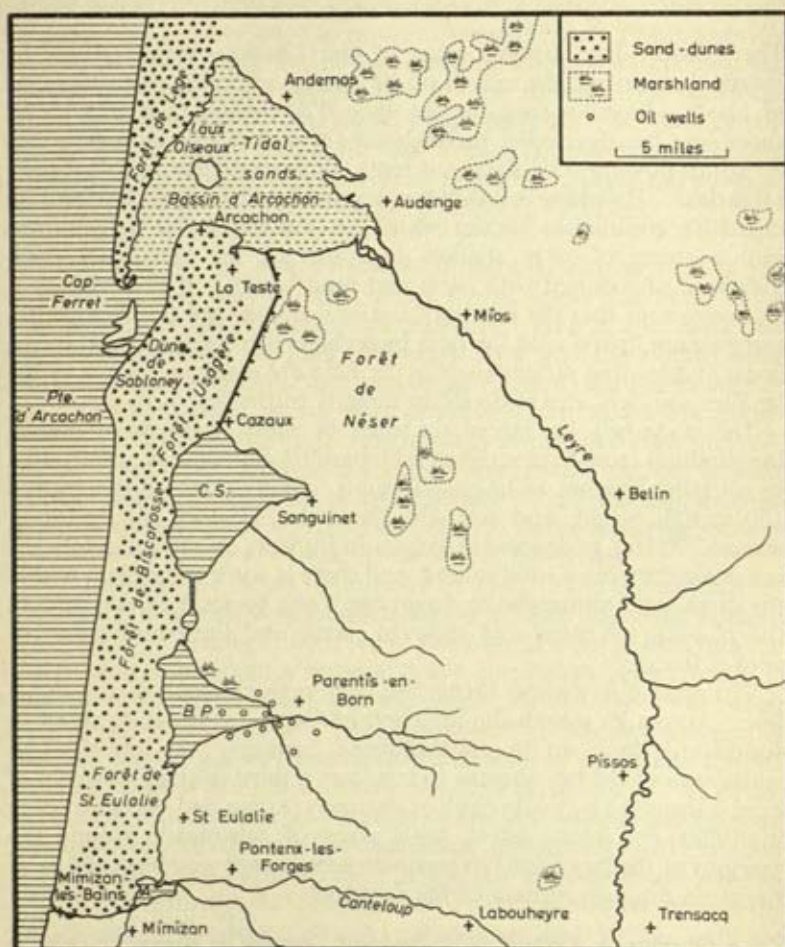 Sand-dunes
Marshland
Oil wells
5 miles
Andernos
Forêt de Lège
I. aux
Oiseaux
Tidal
sands
Bassin d'Arcachon
Arcachon
Audenge
Cap
Ferret
La Teste
Mios
Dune
de
Sabloney
Forêt Usagère
Forêt
de
Néser
Pte.
d'Arcachon
Cazaux
Leyre
C S.
Sanguinet
Belin
Forêt de Biscarosse
Parentis-en-
Born
B.P.
Pissos
Forêt de
St. Eulalie
St Eulalie
Pontenx-les-
Forges
Mimizan-
les-Bains
M.
Canteloup
Mimizan
Labouheyre
Trensacq